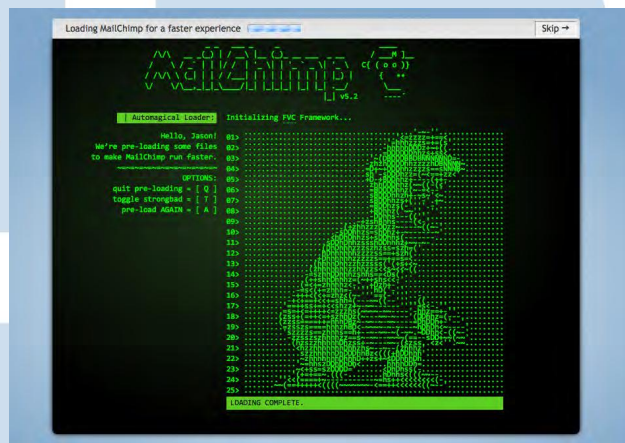 Loading MailChimp for a faster experience
Skip →
MailChimp
v5.2
| Automagical Loader:
Initializing FVC Framework...
Hello, Jason!
We're pre-loading some files
to make MailChimp run faster.
OPTIONS:
quit pre-loading = [ Q ]
toggle strongbad = [ T ]
pre-load AGAIN = [ A ]
01>
02>
03>
04>
05>
06>
07>
08>
09>
10>
11>
12>
13>
14>
15>
16>
17>
18>
19>
20>
21>
22>
23>
24>
25>
LOADING COMPLETE.